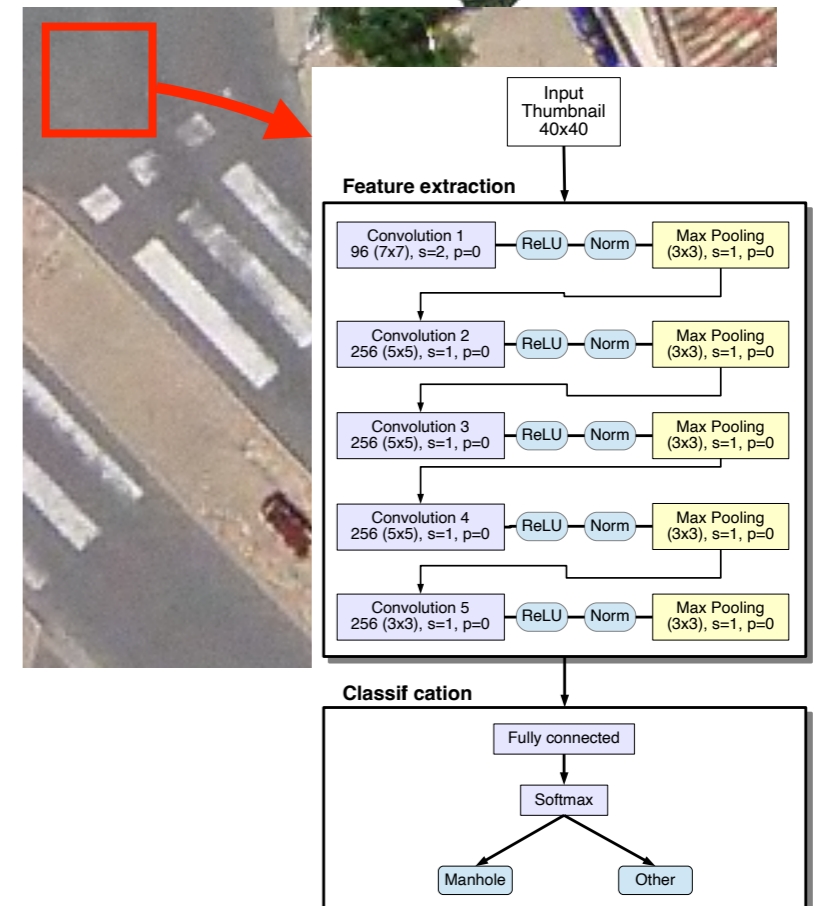 Input
Thumbnail
40x40
Feature extraction
Convolution 1
96 (7x7), s=2, p=0
ReLU
Norm
Max Pooling
(3x3), s=1, p=0
Convolution 2
256 (5x5), s=1, p=0
ReLU
Norm
Max Pooling
(3x3), s=1, p=0
Convolution 3
256 (5x5), s=1, p=0
ReLU
Norm
Max Pooling
(3x3), s=1, p=0
Convolution 4
256 (5x5), s=1, p=0
ReLU
Norm
Max Pooling
(3x3), s=1, p=0
Convolution 5
256 (3x3), s=1, p=0
ReLU
Norm
Max Pooling
(3x3), s=1, p=0
Classif cation
Fully connected
Softmax
Manhole
Other